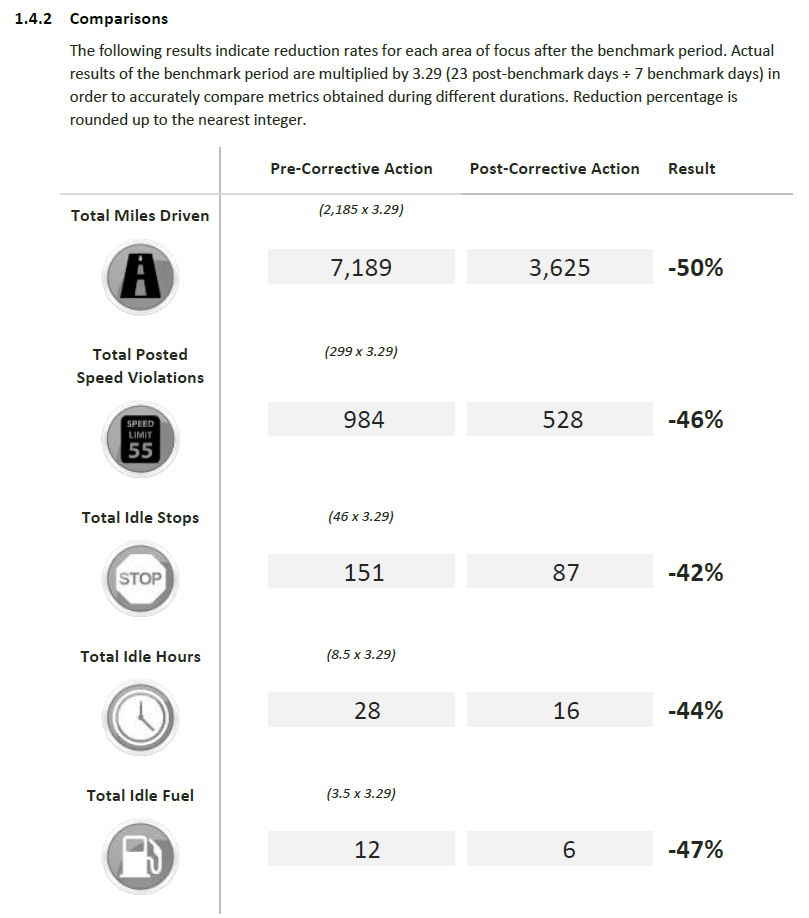 1.4.2 Comparisons
The following results indicate reduction rates for each area of focus after the benchmark period. Actual
results of the benchmark period are multiplied by 3.29 (23 post-benchmark days ÷ 7 benchmark days) in
order to accurately compare metrics obtained during different durations. Reduction percentage is
rounded up to the nearest integer.
Pre-Corrective Action Post-Corrective Action Result
Total Miles Driven
(2,185 x 3.29)
7,189 3,625 -50%
Total Posted
Speed Violations
(299 x 3.29)
SPEED
LIMIT
55
984 528 -46%
Total Idle Stops
(46 x 3.29)
STOP
151 87 -42%
Total Idle Hours
(8.5 x 3.29)
28 16 -44%
Total Idle Fuel
(3.5 x 3.29)
12 6 -47%